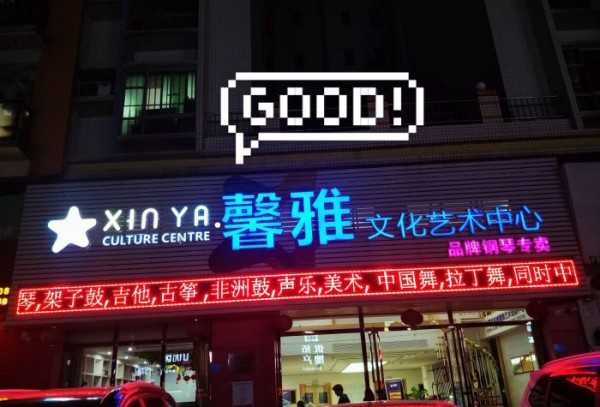 GOOD!
XIN YA.
CULTURE CENTRE
馨雅 文化艺术中心
品牌钢琴专卖
琴,架子鼓,吉他,古筝,非洲鼓,声乐,美术,中国舞,拉丁舞,同时中